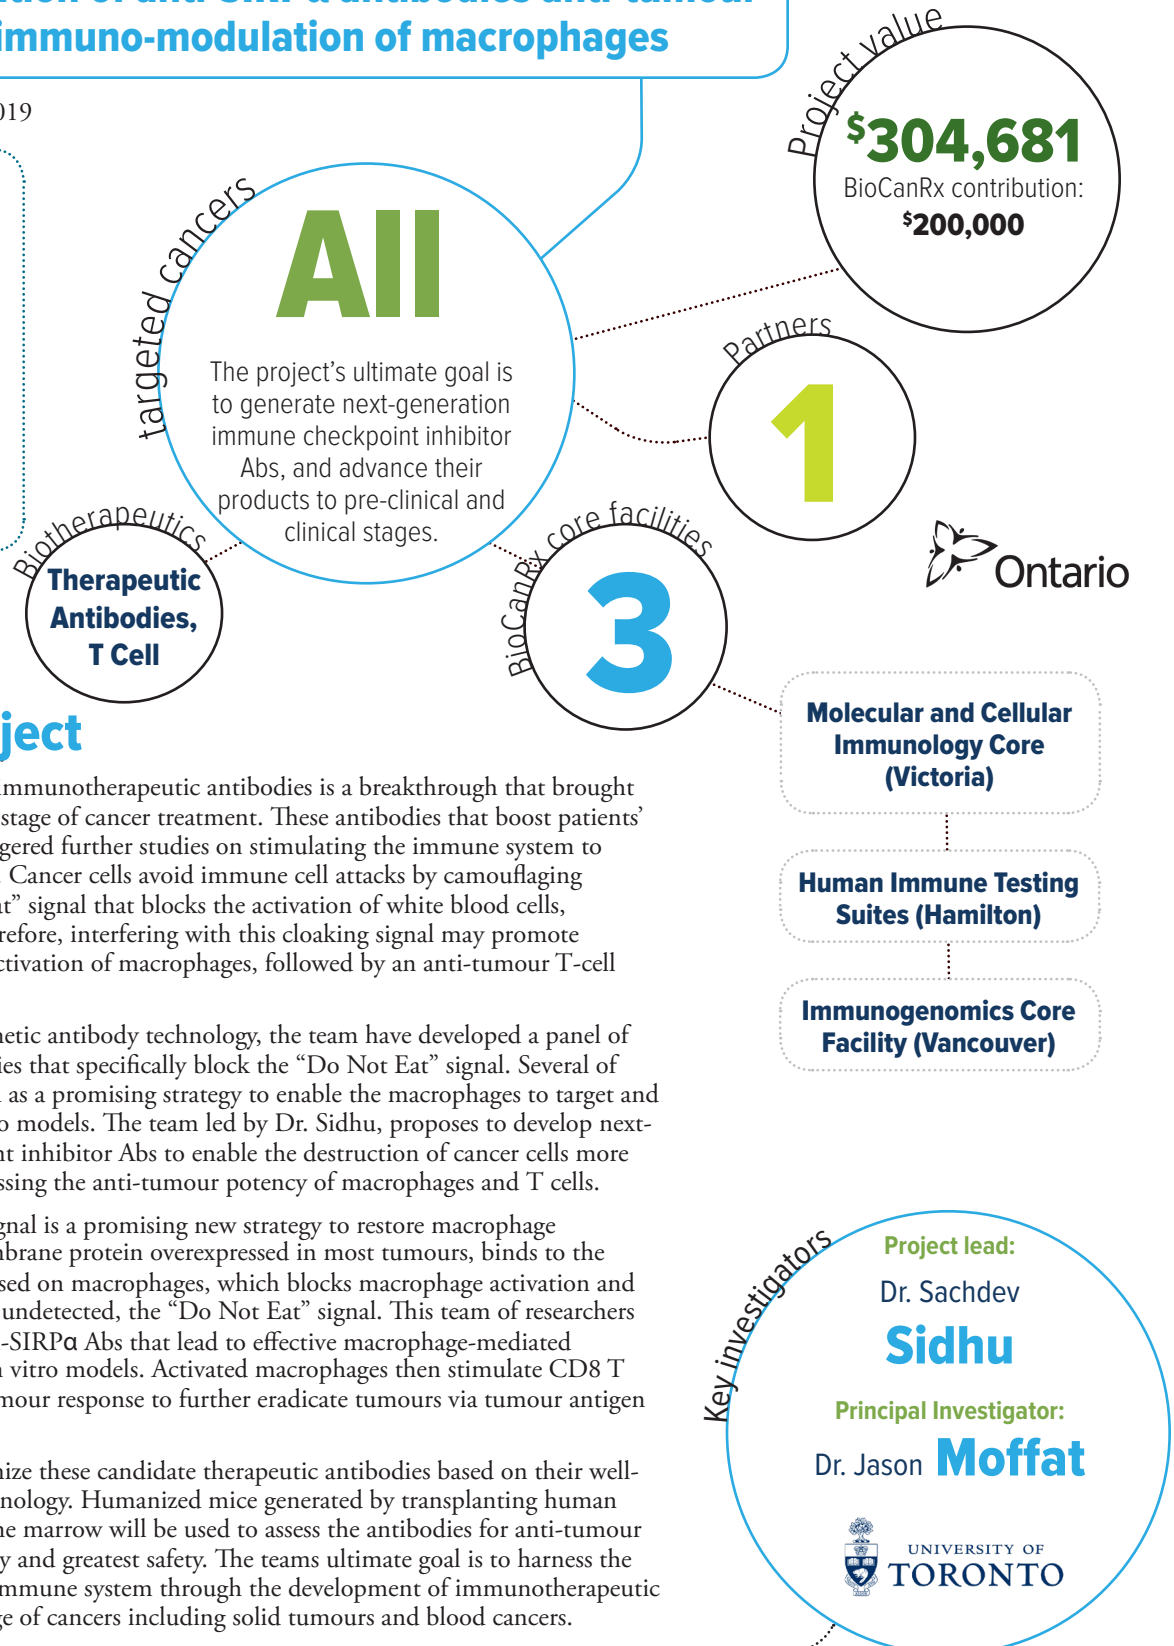 immuno-modulation of macrophages
019
Project value
$304,681
BioCanRx contribution:
$200,000
targeted cancers
All
The project's ultimate goal is
to generate next-generation
immune checkpoint inhibitor
Abs, and advance their
products to pre-clinical and
clinical stages.
Partners
1
Ontario
Biotherapeutics
Therapeutic
Antibodies,
T Cell
BioCanRx core facilities
3
Molecular and Cellular
Immunology Core
(Victoria)
Human Immune Testing
Suites (Hamilton)
Immunogenomics Core
Facility (Vancouver)
ject
immunotherapeutic antibodies is a breakthrough that brought
stage of cancer treatment. These antibodies that boost patients’
gered further studies on stimulating the immune system to
. Cancer cells avoid immune cell attacks by camouflaging
at” signal that blocks the activation of white blood cells,
refore, interfering with this cloaking signal may promote
ctivation of macrophages, followed by an anti-tumour T-cell
netic antibody technology, the team have developed a panel of
ies that specifically block the “Do Not Eat” signal. Several of
as a promising strategy to enable the macrophages to target and
o models. The team led by Dr. Sidhu, proposes to develop next-
nt inhibitor Abs to enable the destruction of cancer cells more
ssing the anti-tumour potency of macrophages and T cells.
gnal is a promising new strategy to restore macrophage
mbrane protein overexpressed in most tumours, binds to the
sed on macrophages, which blocks macrophage activation and
undetected, the “Do Not Eat” signal. This team of researchers
-SIRPα Abs that lead to effective macrophage-mediated
n vitro models. Activated macrophages then stimulate CD8 T
mour response to further eradicate tumours via tumour antigen
nize these candidate therapeutic antibodies based on their well-
nology. Humanized mice generated by transplanting human
ne marrow will be used to assess the antibodies for anti-tumour
y and greatest safety. The teams ultimate goal is to harness the
mmune system through the development of immunotherapeutic
ge of cancers including solid tumours and blood cancers.
Key investigators
Project lead:
Dr. Sachdev
Sidhu
Principal Investigator:
Dr. Jason Moffat
UNIVERSITY OF
TORONTO